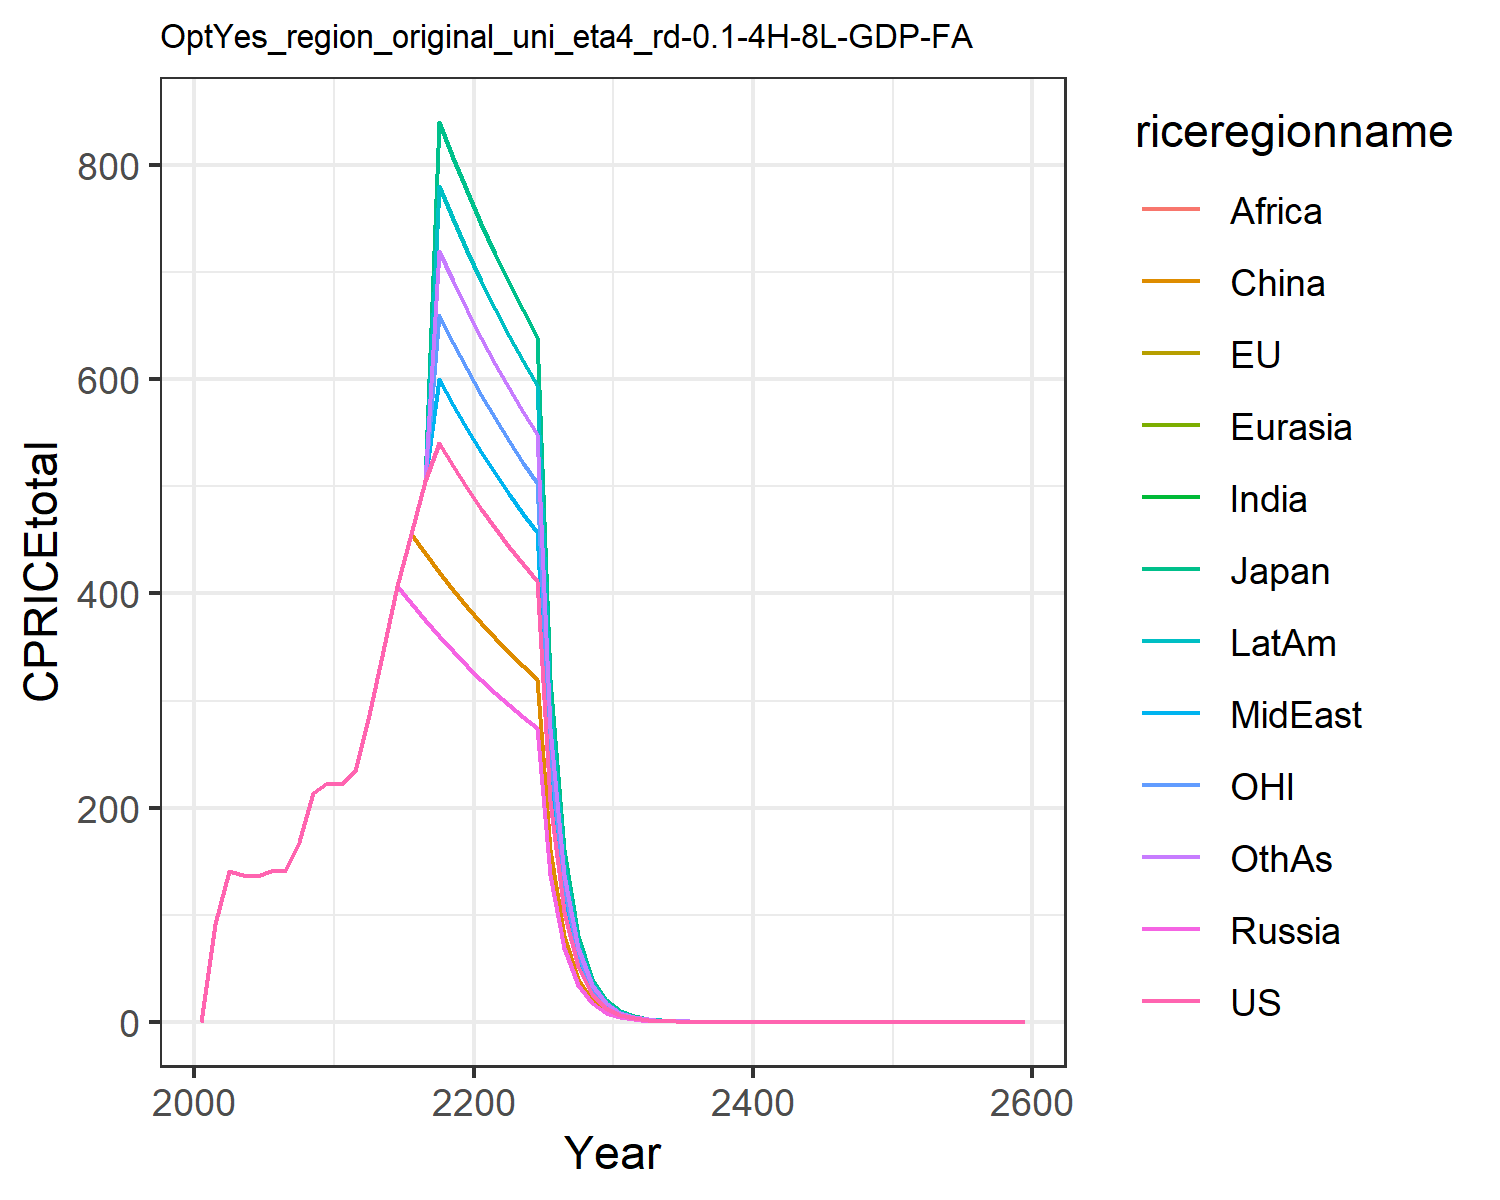 OptYes_region_original_uni_eta4_rd-0.1-4H-8L-GDP-FA
CPRICEtotal
800
600
400
200
0
2000 2200 2400 2600
Year
riceregionname
Africa
China
EU
Eurasia
India
Japan
LatAm
MidEast
OHI
OthAs
Russia
US